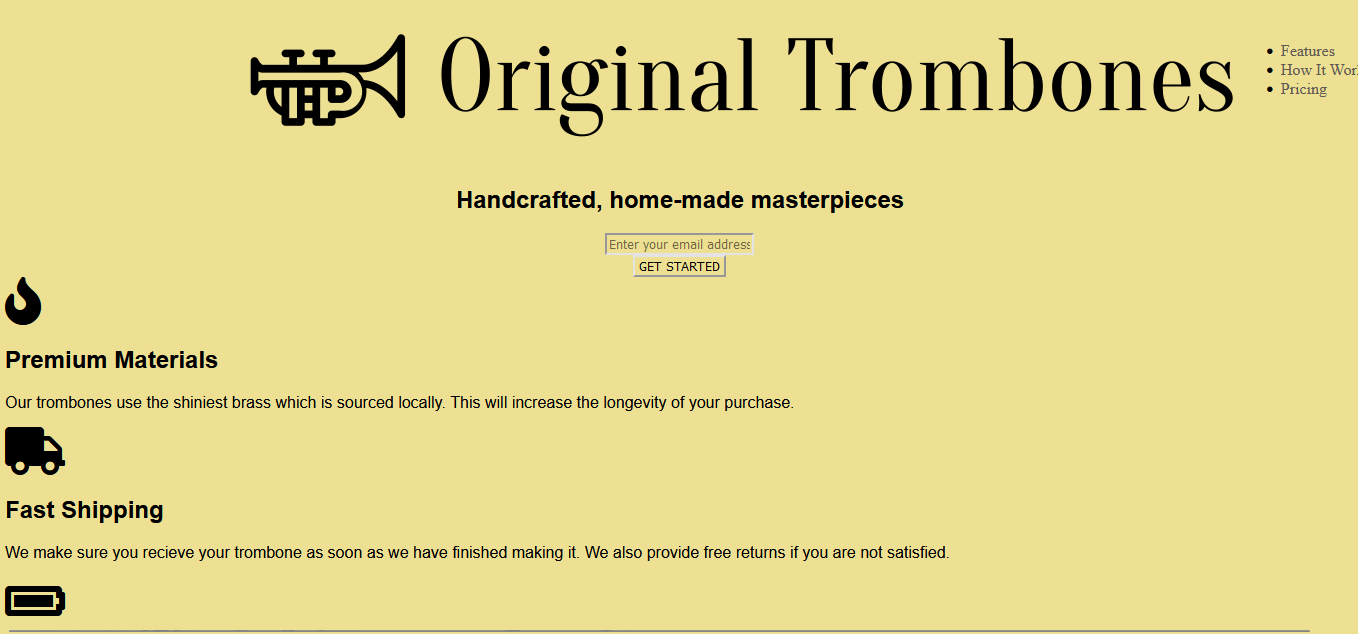 Original Trombones
Features
How It Wor
Pricing
Handcrafted, home-made masterpieces
Enter your email address
GET STARTED
Premium Materials
Our trombones use the shiniest brass which is sourced locally. This will increase the longevity of your purchase.
Fast Shipping
We make sure you recieve your trombone as soon as we have finished making it. We also provide free returns if you are not satisfied.